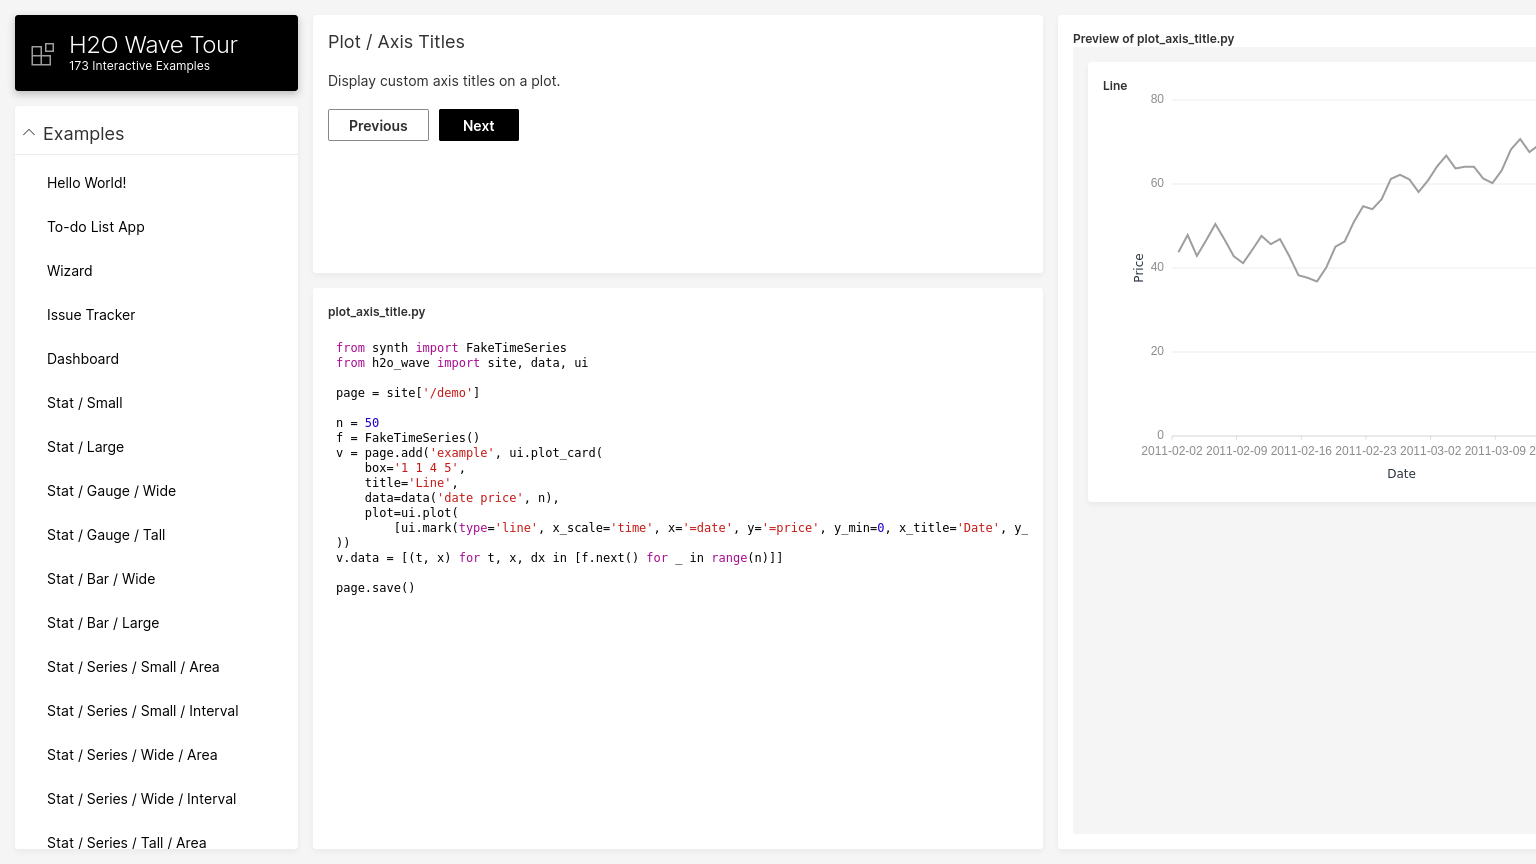 H2O Wave Tour
173 Interactive Examples
Examples
Hello World!
To-do List App
Wizard
Issue Tracker
Dashboard
Stat / Small
Stat / Large
Stat / Gauge / Wide
Stat / Gauge / Tall
Stat / Bar / Wide
Stat / Bar / Large
Stat / Series / Small / Area
Stat / Series / Small / Interval
Stat / Series / Wide / Area
Stat / Series / Wide / Interval
Stat / Series / Tall / Area
Plot / Axis Titles
Display custom axis titles on a plot.
Previous Next
plot_axis_title.py
from synth import FakeTimeSeries
from h2o_wave import site, data, ui
page = site['/demo']
n = 50
f = FakeTimeSeries()
v = page.add('example', ui.plot_card(
    box='1 1 4 5',
    title='Line',
    data=data('date price', n),
    plot=ui.plot(
        [ui.mark(type='line', x_scale='time', x='=date', y='=price', y_min=0, x_title='Date', y_
))
v.data = [(t, x) for t, x, dx in [f.next() for _ in range(n)]]
page.save()
Preview of plot_axis_title.py
Line
80
60
40
20
0
Price
2011-02-02 2011-02-09 2011-02-16 2011-02-23 2011-03-02 2011-03-09 2
Date